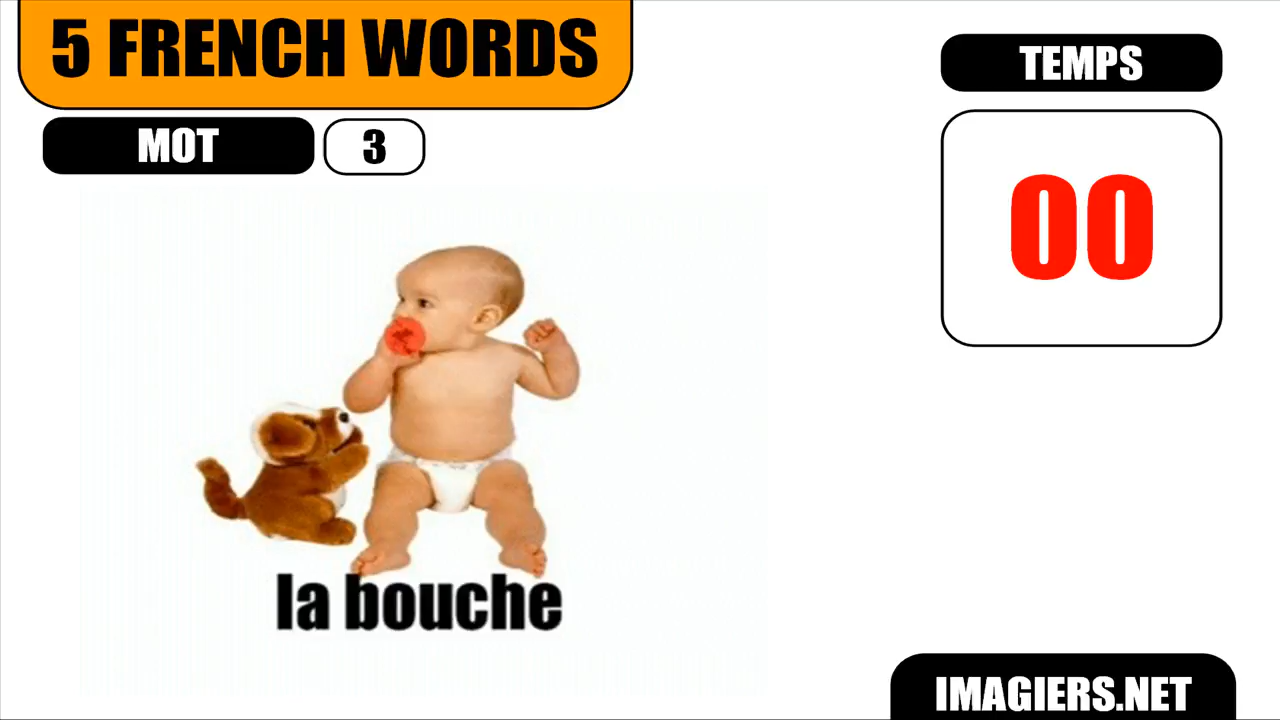 5 FRENCH WORDS
TEMPS
MOT 3
00
la bouche
IMAGIERS.NET